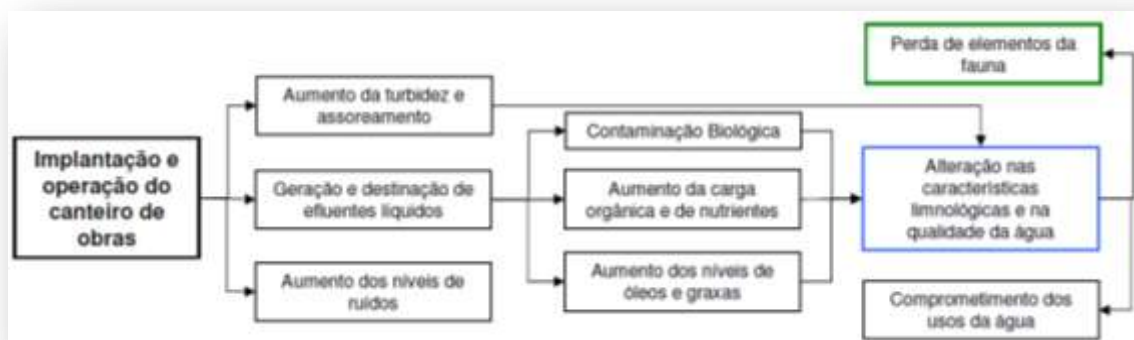 Implantação e
operação do
canteiro de
obras
Aumento da turbidez e
assoreamento
Geração e destinação de
efluentes líquidos
Aumento dos níveis de
ruídos
Contaminação Biológica
Aumento da carga
orgânica e de nutrientes
Aumento dos níveis de
óleos e graxas
Perda de elementos da
fauna
Alteração nas
características
limnológicas e na
qualidade da água
Comprometimento dos
usos da água